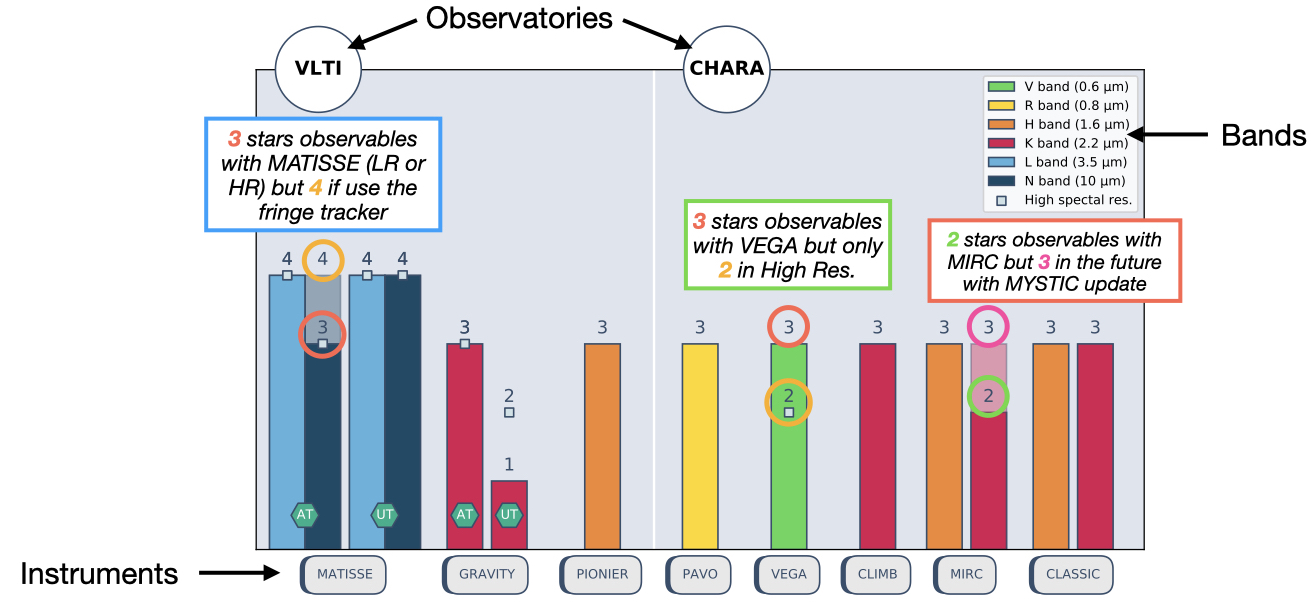 Observatories
VLTI
CHARA
V band (0.6 µm)
R band (0.8 µm)
H band (1.6 µm)
K band (2.2 µm)
L band (3.5 µm)
N band (10 µm)
High spectal res.
Bands
3 stars observables
with MATISSE (LR or
HR) but 4 if use the
fringe tracker
3 stars observables
with VEGA but only
2 in High Res.
2 stars observables with
MIRC but 3 in the future
with MYSTIC update
4 4 4 4
3 3 3 3 3 3 3 3 3 3
2 2 2
1
AT UT AT UT
Instruments
MATISSE GRAVITY PIONIER PAVO VEGA CLIMB MIRC CLASSIC